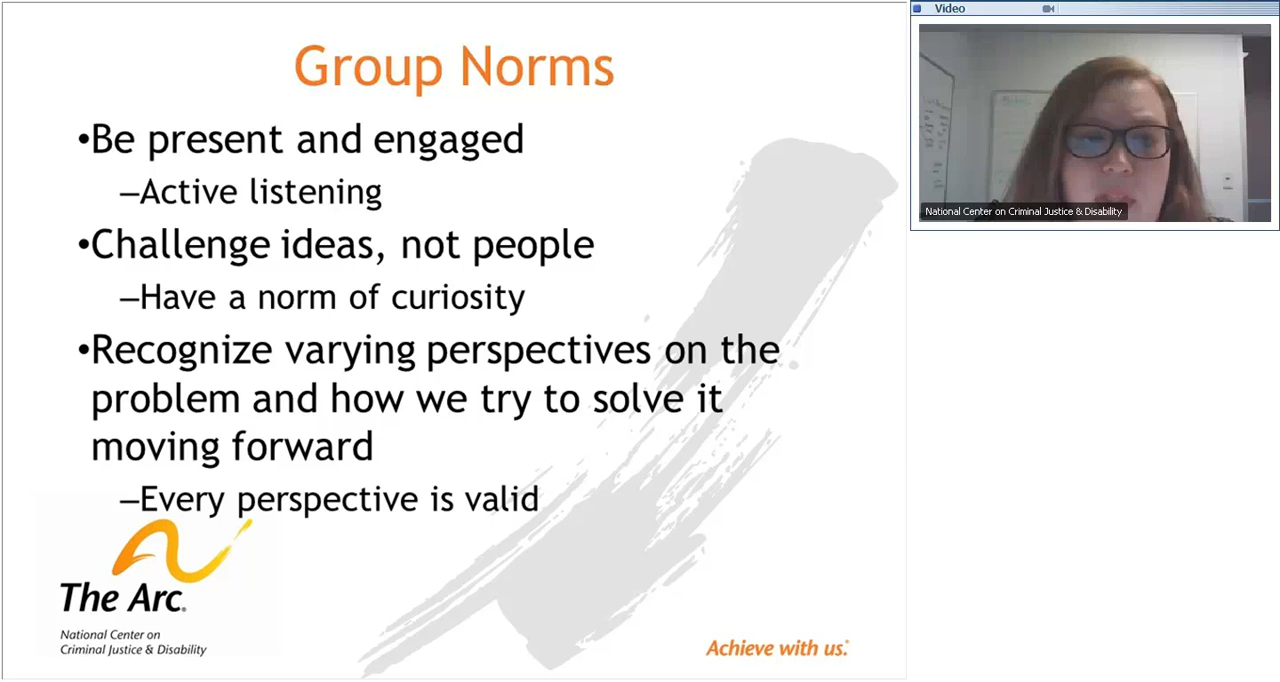 Group Norms
•Be present and engaged
–Active listening
•Challenge ideas, not people
–Have a norm of curiosity
•Recognize varying perspectives on the
problem and how we try to solve it
moving forward
–Every perspective is valid
The Arc®
National Center on
Criminal Justice & Disability
Achieve with us.®
Video
National Center on Criminal Justice & Disability